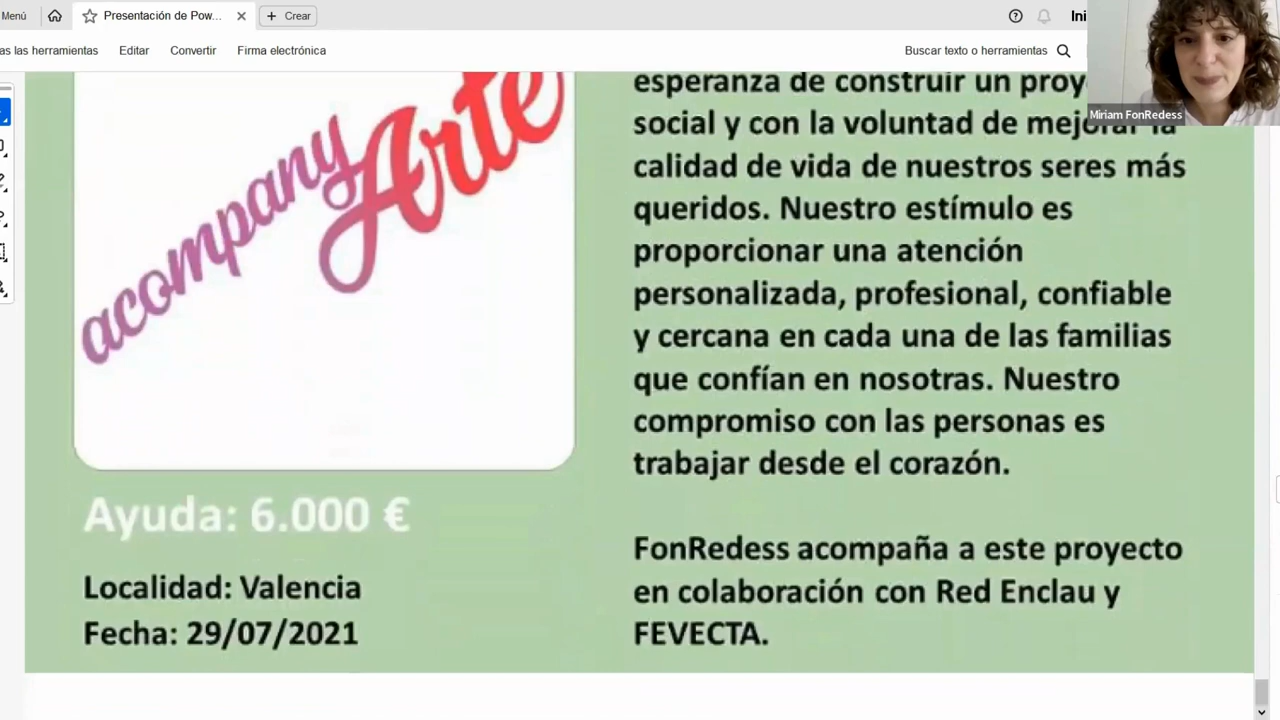 Menú
Presentación de Pow...
Crear
Ini
as las herramientas
Editar
Convertir
Firma electrónica
Buscar texto o herramientas
Miriam FonRedess
acompanyArte
Ayuda: 6.000 €
Localidad: Valencia
Fecha: 29/07/2021
esperanza de construir un proy
social y con la voluntad de mejorar la
calidad de vida de nuestros seres más
queridos. Nuestro estímulo es
proporcionar una atención
personalizada, profesional, confiable
y cercana en cada una de las familias
que confían en nosotras. Nuestro
compromiso con las personas es
trabajar desde el corazón.
FonRedess acompaña a este proyecto
en colaboración con Red Enclau y
FEVECTA.